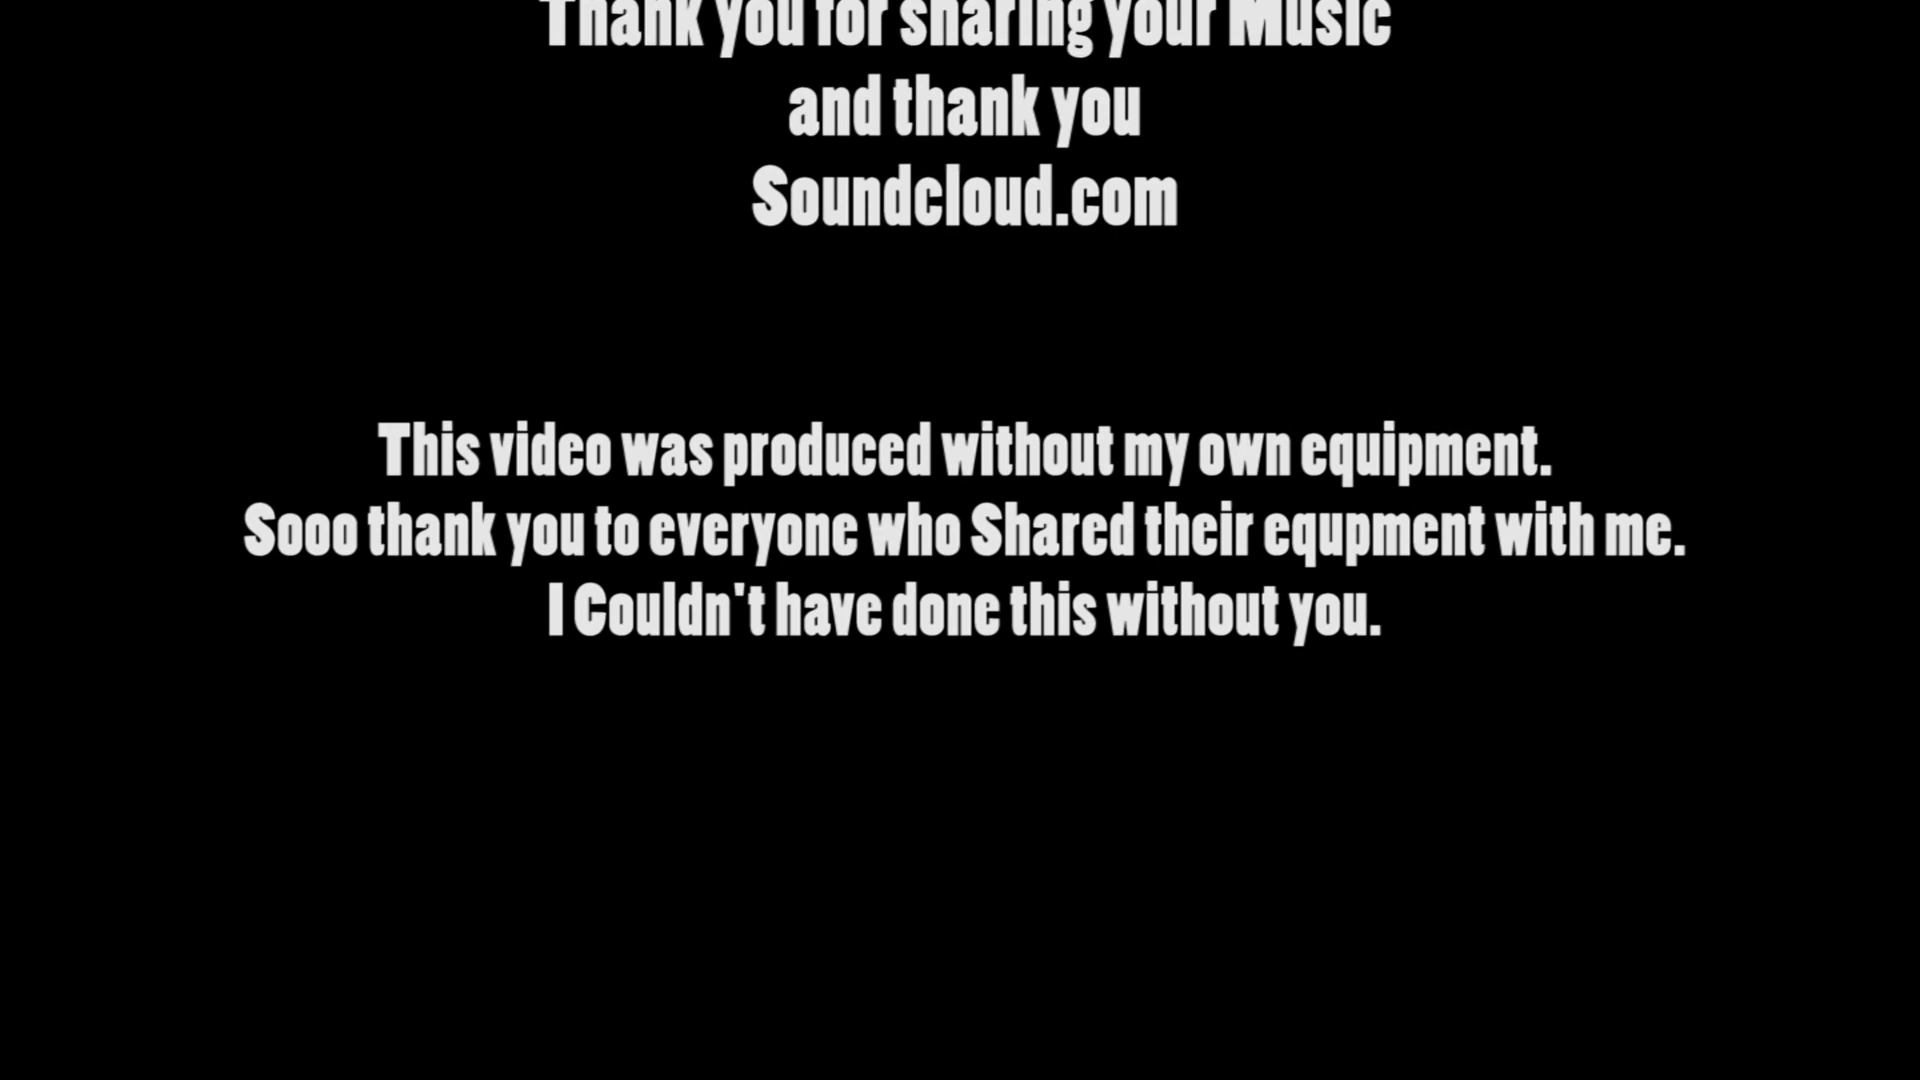 Thank you for sharing your Music
and thank you
Soundcloud.com
This video was produced without my own equipment.
Sooo thank you to everyone who Shared their equpment with me.
I Couldn't have done this without you.